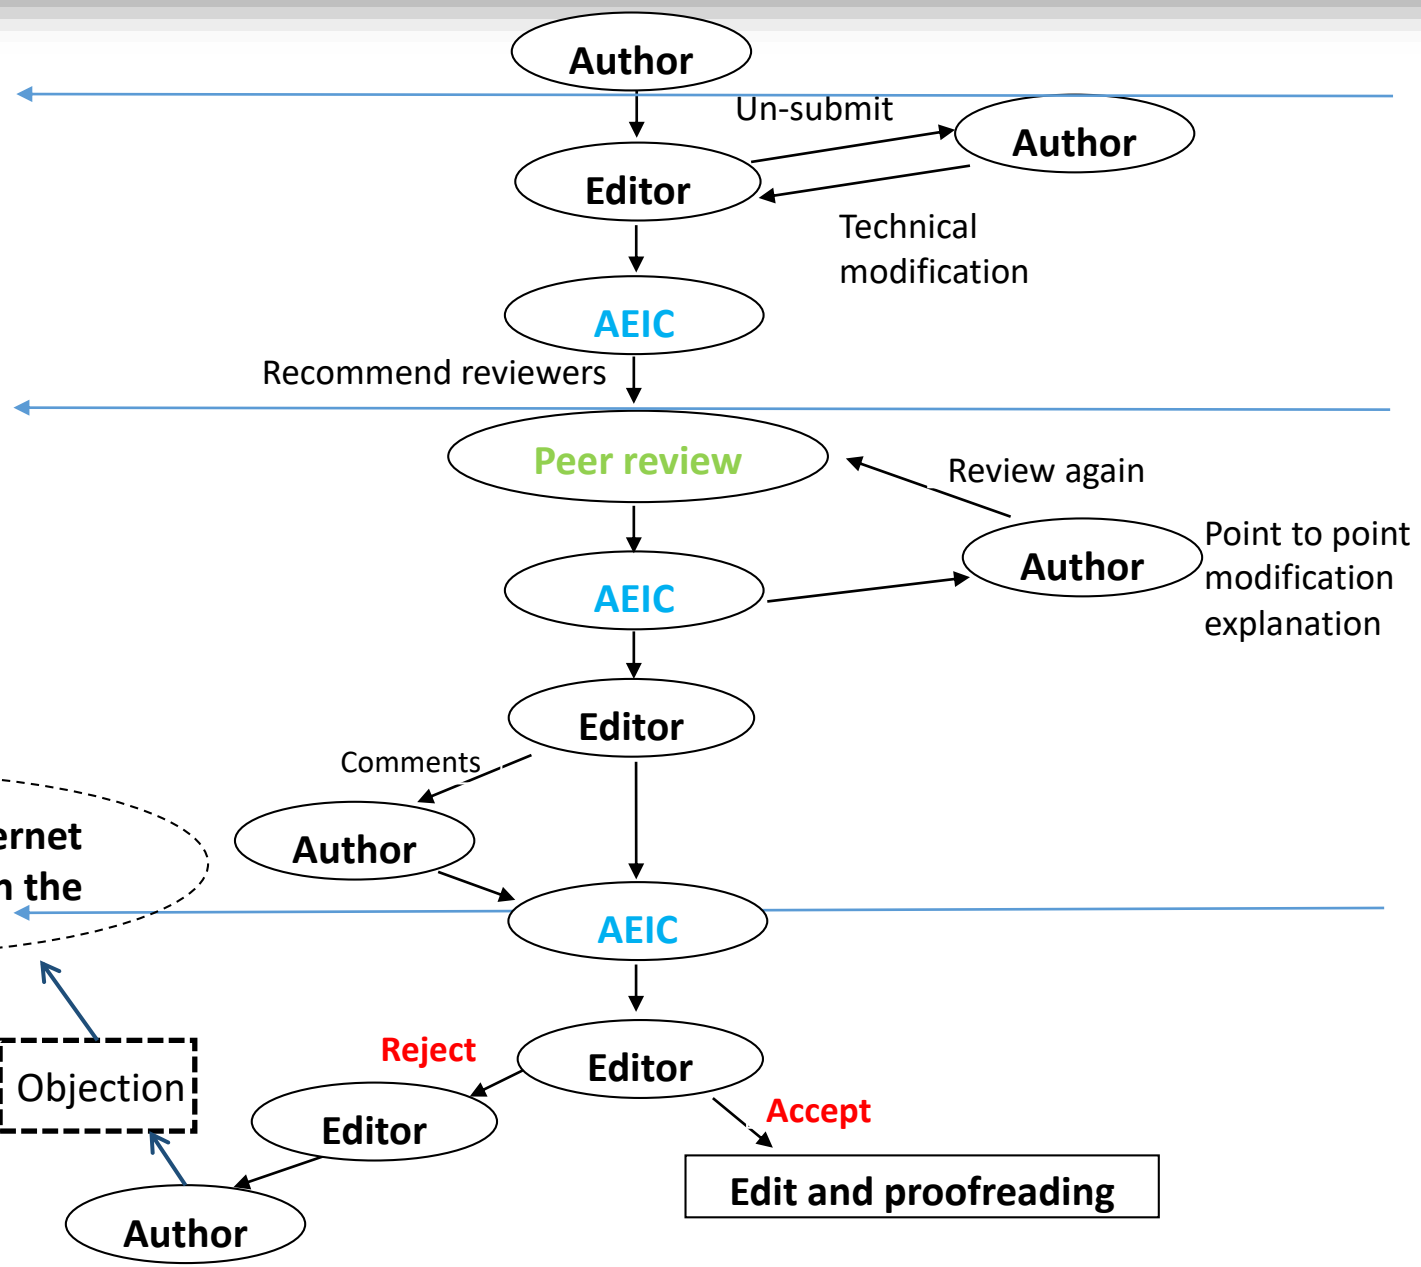 Author
Un-submit
Author
Editor
Technical
modification
AEIC
Recommend reviewers
Peer review
Review again
Point to point
modification
explanation
Author
AEIC
Editor
Comments
Author
the
AEIC
Reject
Editor
Objection
Accept
Editor
Edit and proofreading
Author